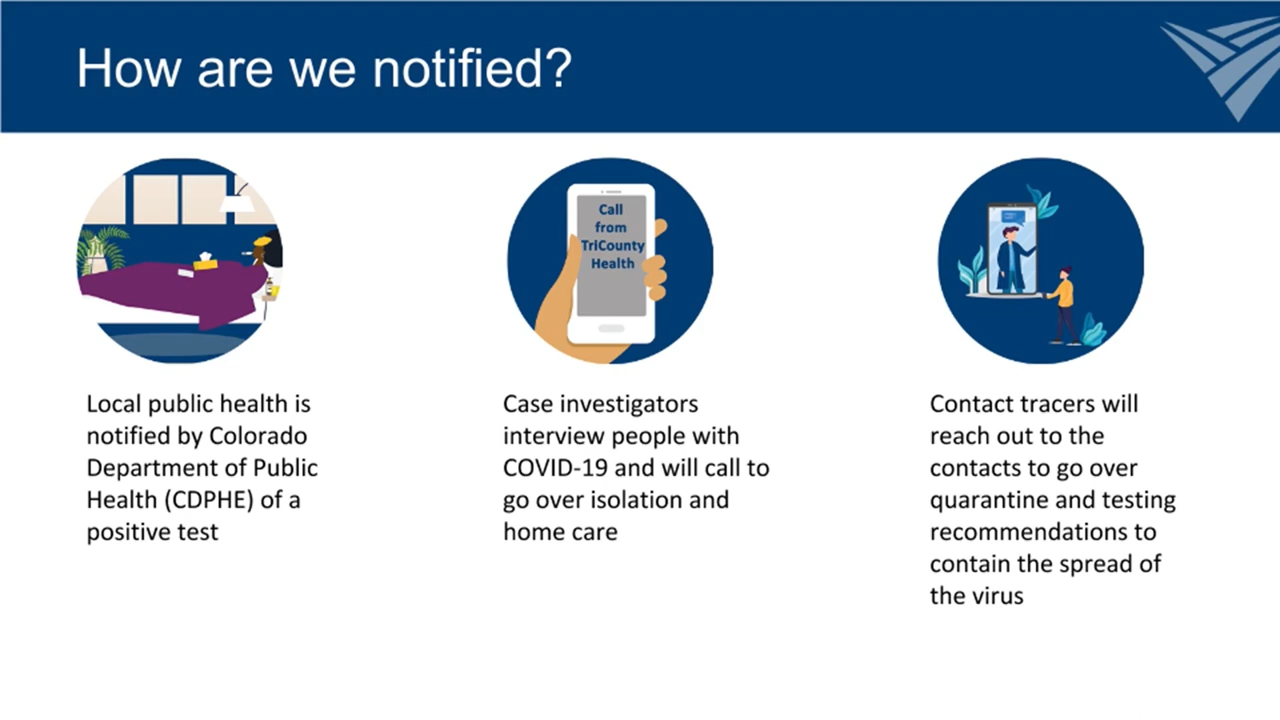 How are we notified?
Call
from
TriCounty
Health
Local public health is
notified by Colorado
Department of Public
Health (CDPHE) of a
positive test
Case investigators
interview people with
COVID-19 and will call to
go over isolation and
home care
Contact tracers will
reach out to the
contacts to go over
quarantine and testing
recommendations to
contain the spread of
the virus